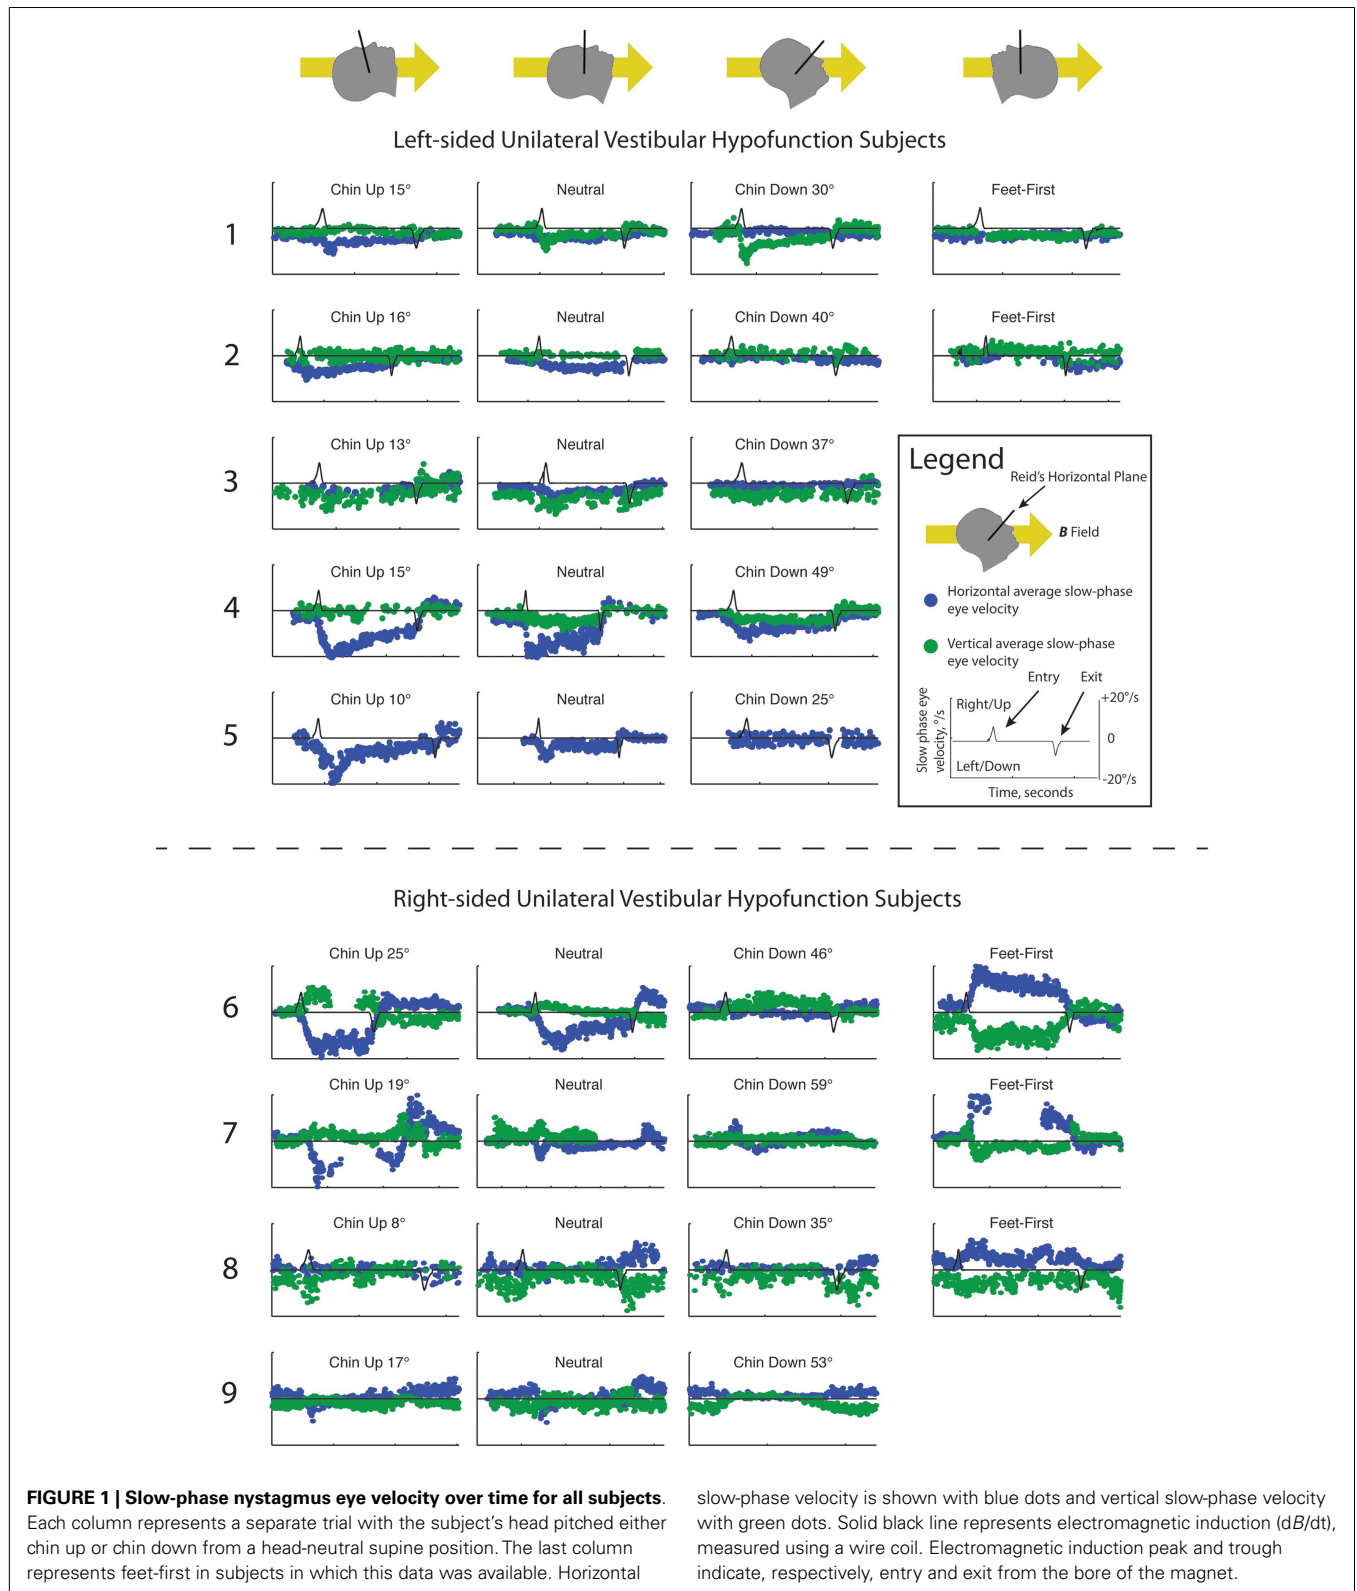 Left-sided Unilateral Vestibular Hypofunction Subjects
Chin Up 15°
Neutral
Chin Down 30°
Feet-First
1
Chin Up 16°
Neutral
Chin Down 40°
Feet-First
2
Chin Up 13°
Neutral
Chin Down 37°
3
Chin Up 15°
Neutral
Chin Down 49°
4
Chin Up 10°
Neutral
Chin Down 25°
5
Legend
Reid's Horizontal Plane
B Field
Horizontal average slow-phase
eye velocity
Vertical average slow-phase
eye velocity
Entry
Exit
Slow phase eye
velocity, °/s
Right/Up
Left/Down
+20°/s
0
-20°/s
Time, seconds
Right-sided Unilateral Vestibular Hypofunction Subjects
Chin Up 25°
Neutral
Chin Down 46°
Feet-First
6
Chin Up 19°
Neutral
Chin Down 59°
Feet-First
7
Chin Up 8°
Neutral
Chin Down 35°
Feet-First
8
Chin Up 17°
Neutral
Chin Down 53°
9
FIGURE 1 | Slow-phase nystagmus eye velocity over time for all subjects.
Each column represents a separate trial with the subject's head pitched either
chin up or chin down from a head-neutral supine position. The last column
represents feet-first in subjects in which this data was available. Horizontal
slow-phase velocity is shown with blue dots and vertical slow-phase velocity
with green dots. Solid black line represents electromagnetic induction (dB/dt),
measured using a wire coil. Electromagnetic induction peak and trough
indicate, respectively, entry and exit from the bore of the magnet.